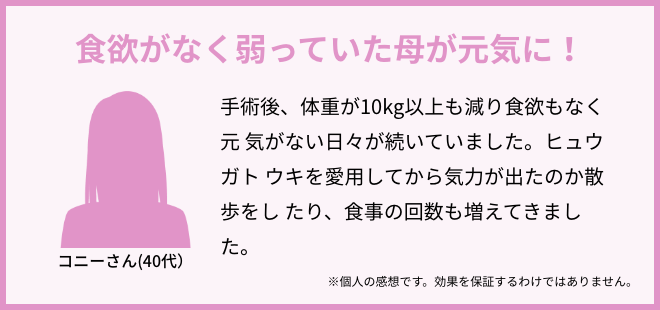 食欲がなく弱っていた母が元気に！
手術後、体重が10kg以上も減り食欲もなく
元 気がない日々が続いていました。ヒュウ
ガト ウキを愛用してから気力が出たのか散
歩をし たり、食事の回数も増えてきまし
た。
コニーさん(40代)
※個人の感想です。効果を保証するわけではありません。